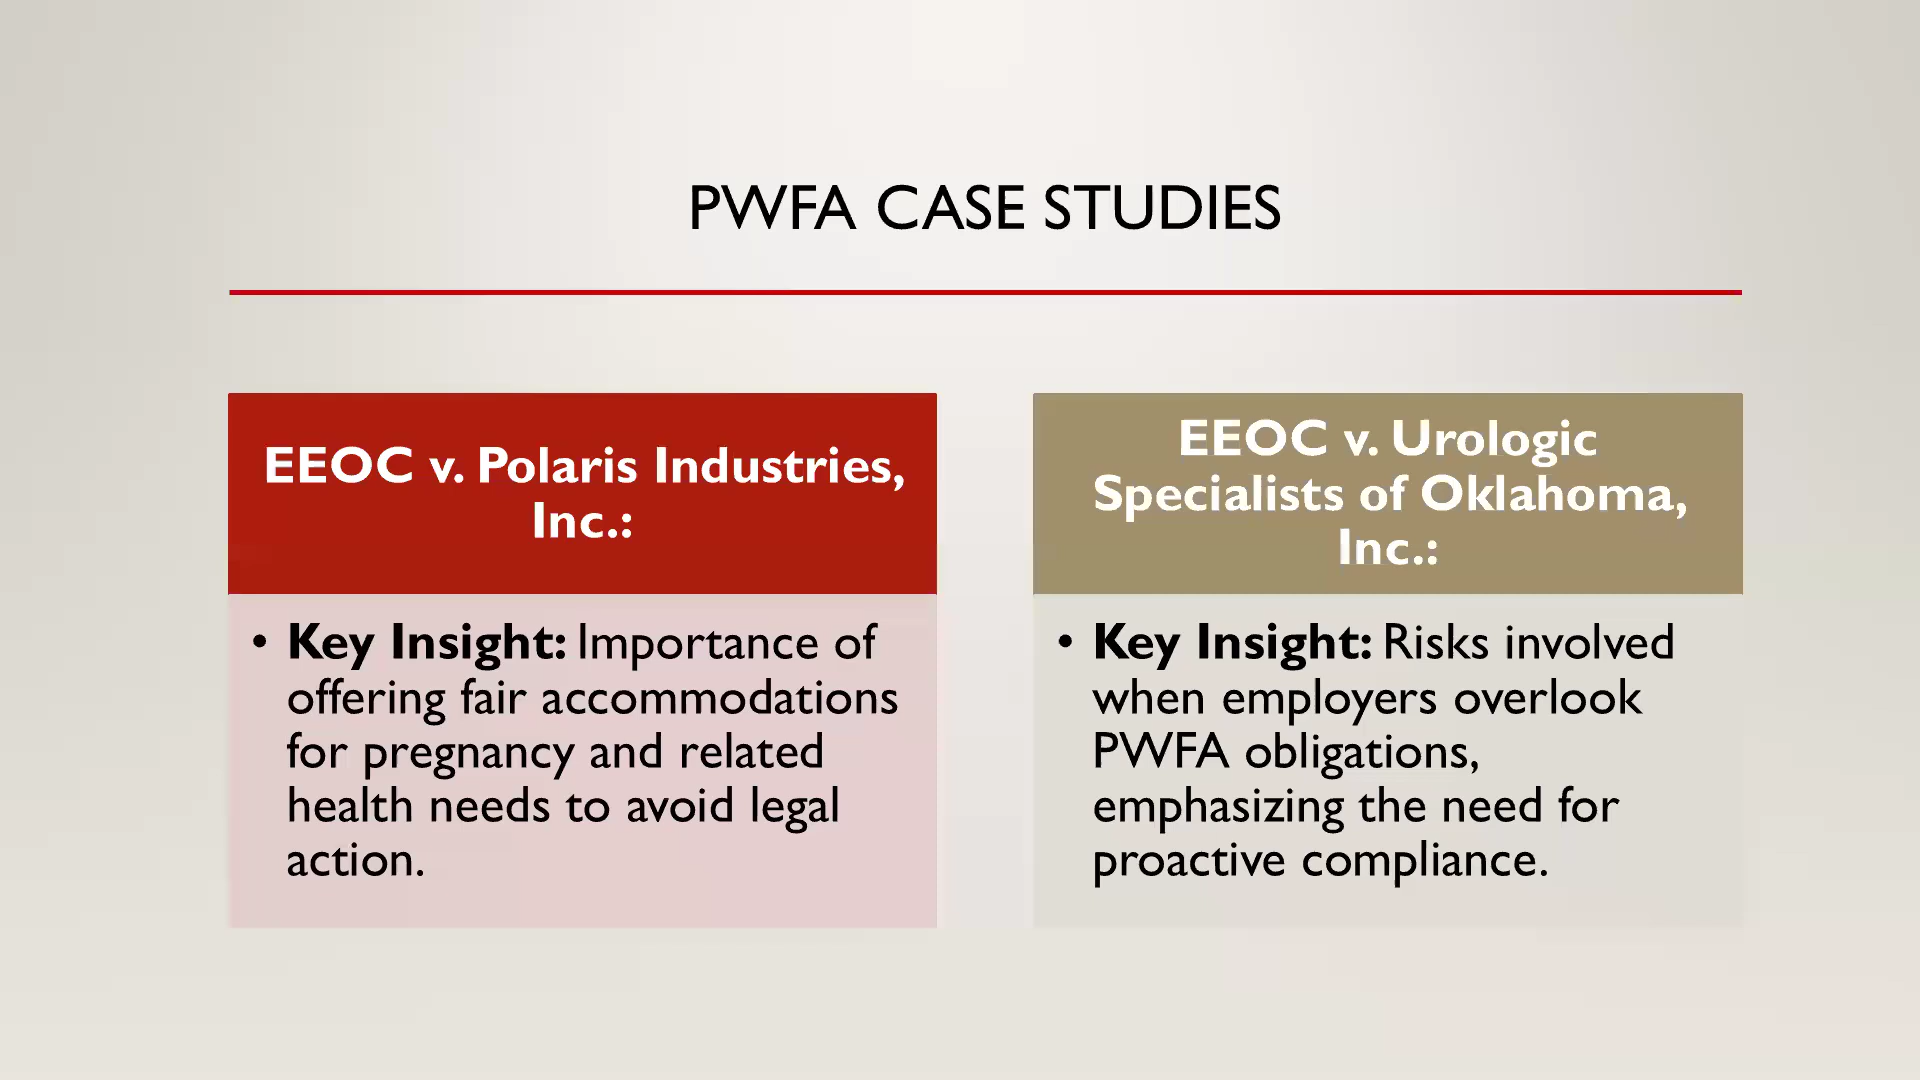 PWFA CASE STUDIES
EEOC v. Polaris Industries,
Inc.:
• Key Insight: Importance of
offering fair accommodations
for pregnancy and related
health needs to avoid legal
action.
EEOC v. Urologic
Specialists of Oklahoma,
Inc.:
• Key Insight: Risks involved
when employers overlook
PWFA obligations,
emphasizing the need for
proactive compliance.